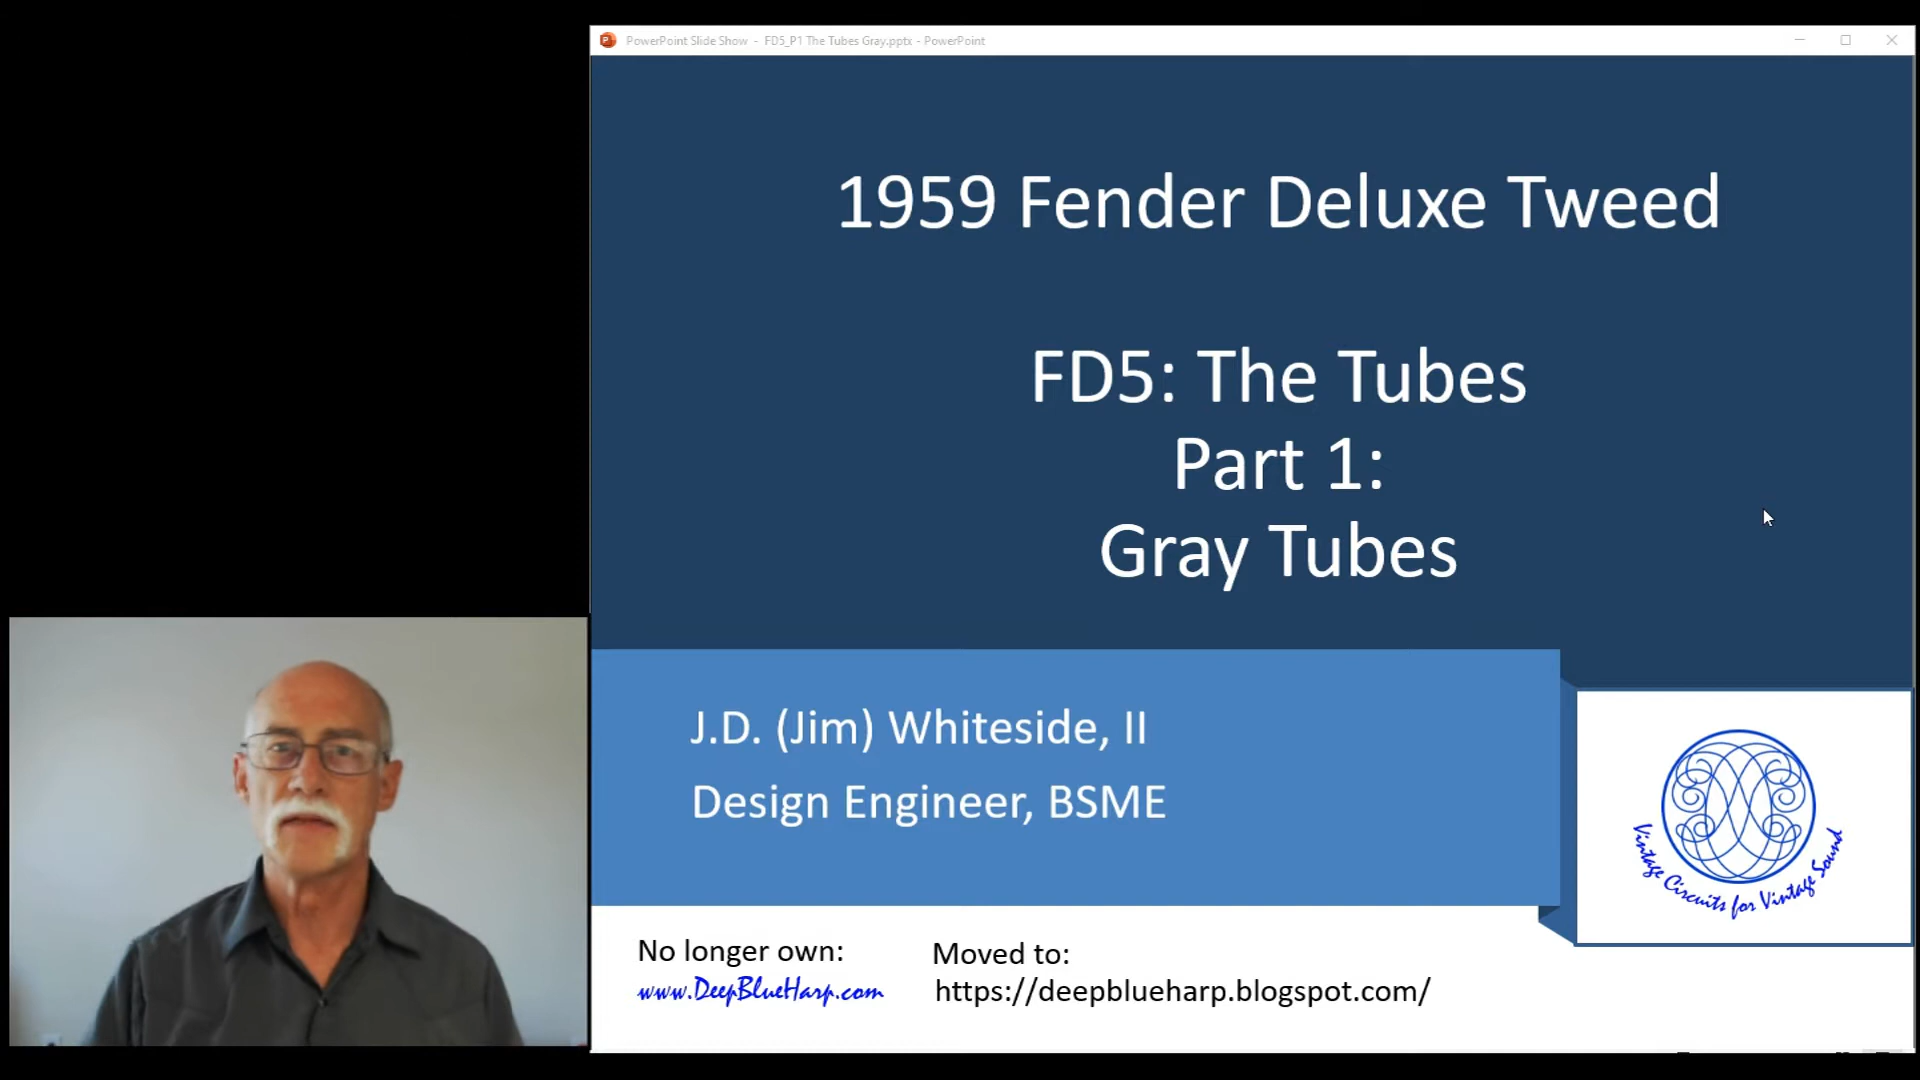 PowerPoint Slide Show - FD5_P1 The Tubes Gray.pptx - PowerPoint
1959 Fender Deluxe Tweed
FD5: The Tubes
Part 1:
Gray Tubes
J.D. (Jim) Whiteside, II
Design Engineer, BSME
Vintage Circuits for Vintage Sound
No longer own:
www.DeepBlueHarp.com
Moved to:
https://deepblueharp.blogspot.com/